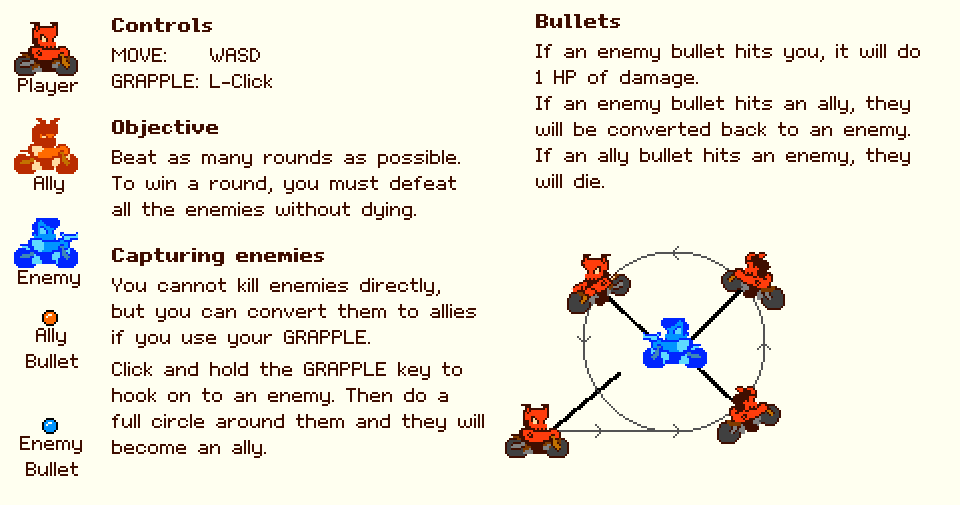 Player
Ally
Enemy
Ally
Bullet
Enemy
Bullet
Controls
MOVE: WASD
GRAPPLE: L-Click
Objective
Beat as many rounds as possible.
To win a round, you must defeat
all the enemies without dying.
Capturing enemies
You cannot kill enemies directly,
but you can convert them to allies
if you use your GRAPPLE.
Click and hold the GRAPPLE key to
hook on to an enemy. Then do a
full circle around them and they will
become an ally.
Bullets
If an enemy bullet hits you, it will do
1 HP of damage.
If an enemy bullet hits an ally, they
will be converted back to an enemy.
If an ally bullet hits an enemy, they
will die.